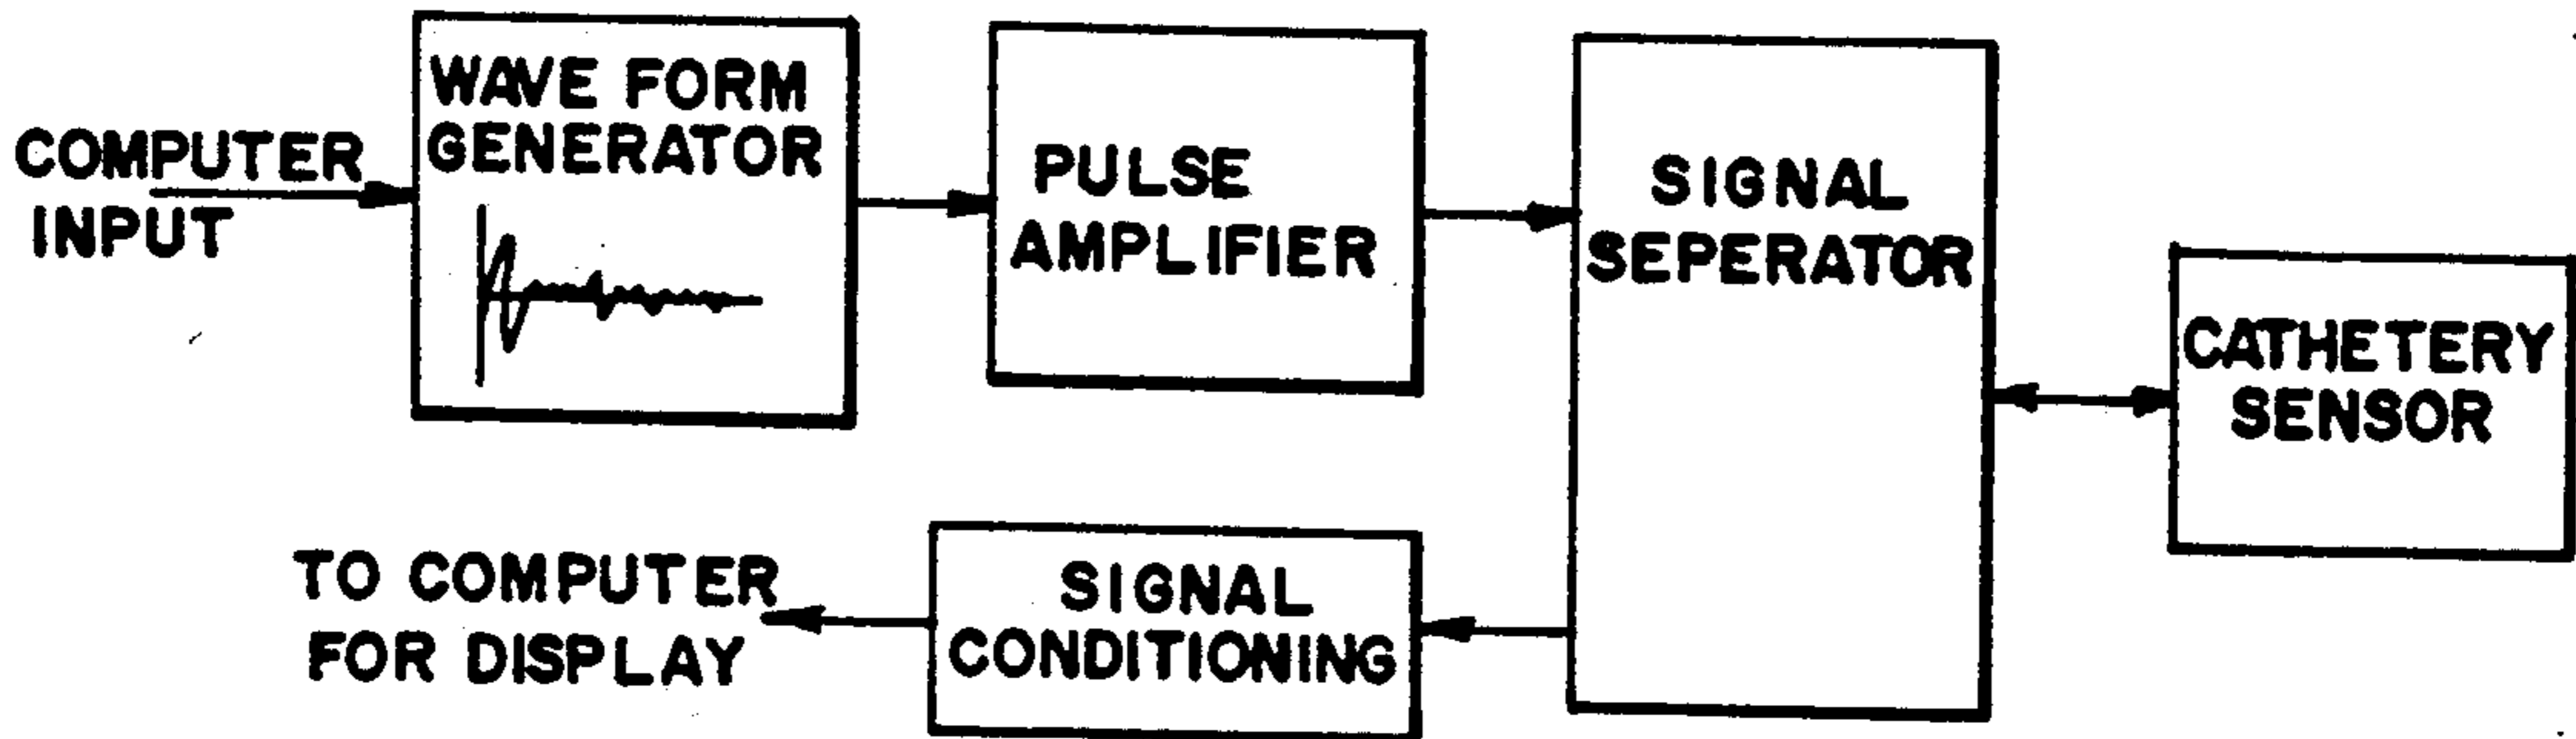 COMPUTER
INPUT
WAVE FORM
GENERATOR
PULSE
AMPLIFIER
SIGNAL
SEPERATOR
CATHETERY
SENSOR
SIGNAL
CONDITIONING
TO COMPUTER
FOR DISPLAY